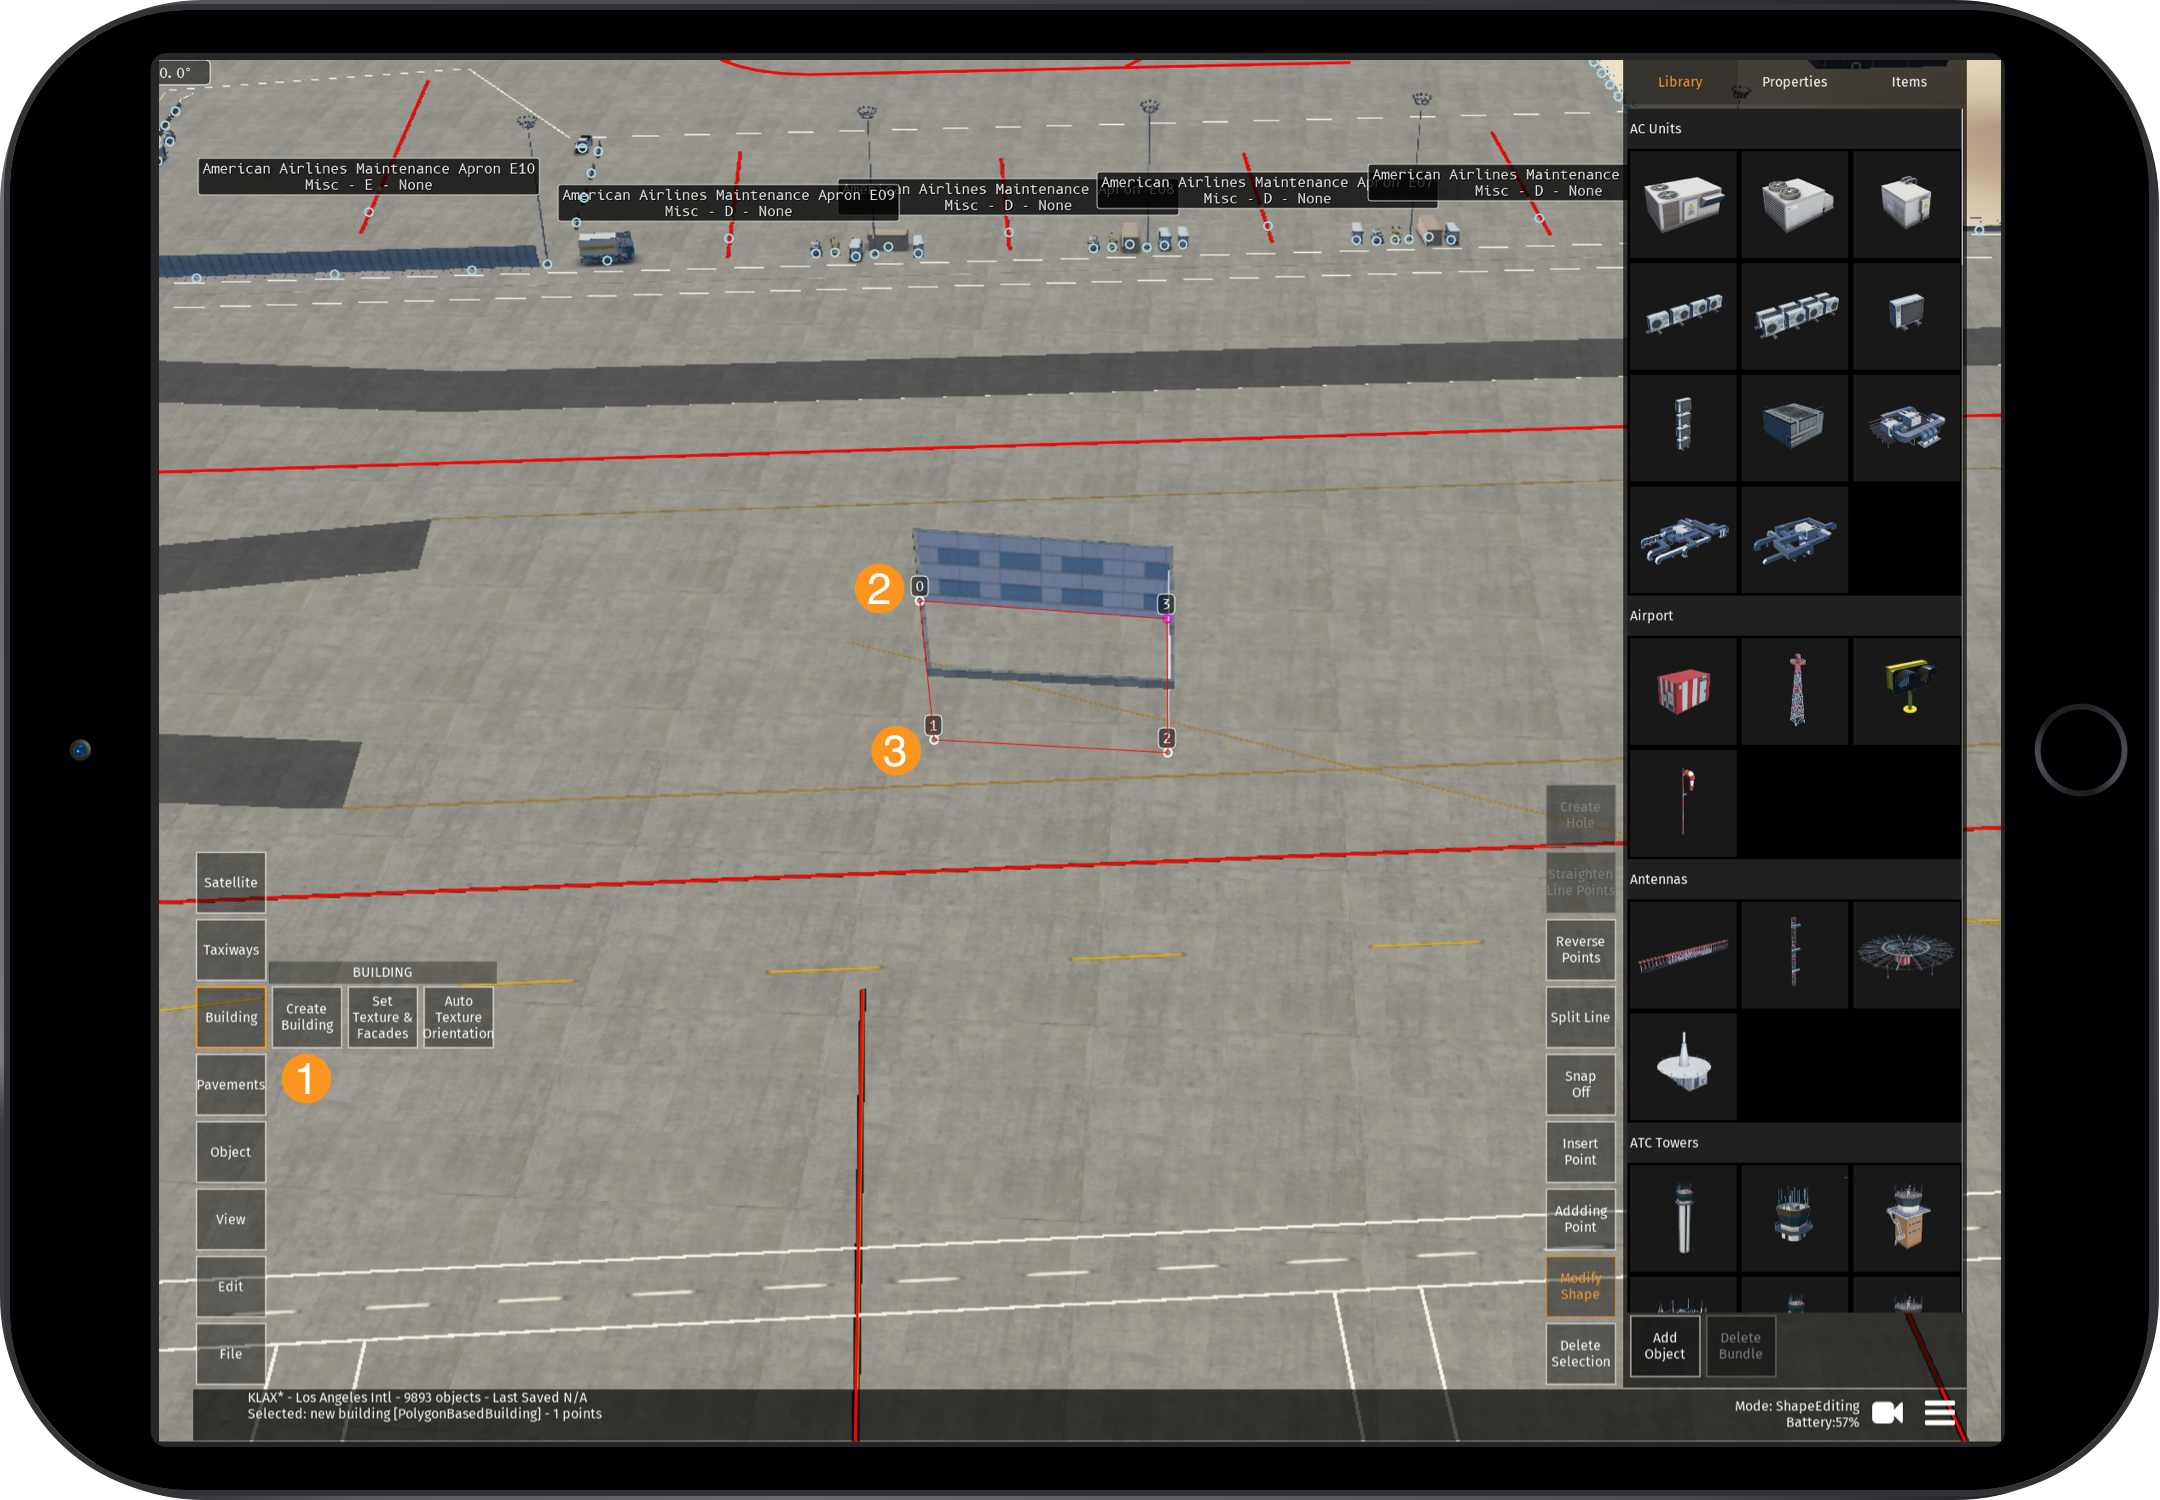 0.0°
Library
Properties
Items
AC Units
American Airlines Maintenance Apron E10
Misc - E - None
American Airlines Maintenance Apron E09
Misc - D - None
an Airlines Maintenance
Misc - D - None
American Airlines Maintenance Apron E07
Misc - D - None
American Airlines Maintenance
Misc - D - None
2
0
3
Airport
3
1
2
Create
Hole
Straighten
Line Points
Antennas
Satellite
Taxiways
BUILDING
Building
Create
Building
Set
Texture &
Facades
Auto
Texture
Orientation
1
Pavements
Object
View
Edit
File
Reverse
Points
Split Line
Snap
Off
Insert
Point
Addding
Point
Modify
Shape
Delete
Selection
ATC Towers
Add
Object
Delete
Bundle
KLAX* - Los Angeles Intl - 9893 objects - Last Saved N/A
Selected: new building [PolygonBasedBuilding] - 1 points
Mode: ShapeEditing
Battery:57%